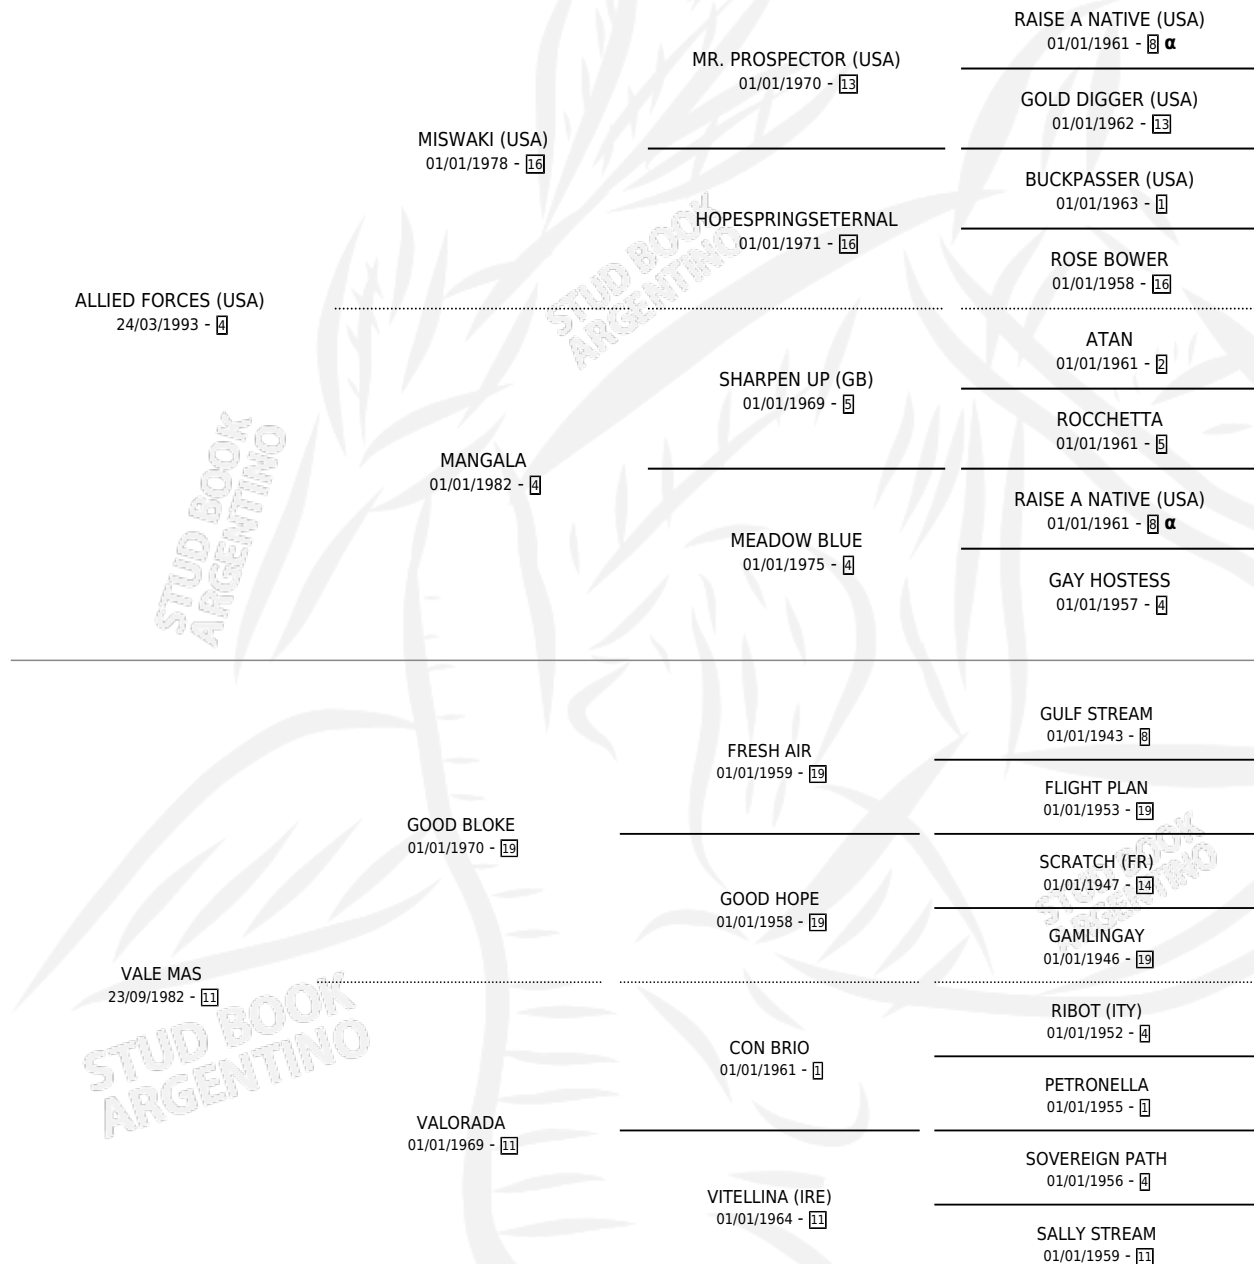 RAISE A NATIVE (USA)
01/01/1961 - 8 α
MR. PROSPECTOR (USA)
01/01/1970 - 13
GOLD DIGGER (USA)
01/01/1962 - 13
MISWAKI (USA)
01/01/1978 - 16
BUCKPASSER (USA)
01/01/1963 - 1
HOPESPRINGSETERNAL
01/01/1971 - 16
ROSE BOWER
01/01/1958 - 16
ALLIED FORCES (USA)
24/03/1993 - 4
ATAN
01/01/1961 - 2
SHARPEN UP (GB)
01/01/1969 - 5
ROCCHETTA
01/01/1961 - 5
MANGALA
01/01/1982 - 4
RAISE A NATIVE (USA)
01/01/1961 - 8 α
MEADOW BLUE
01/01/1975 - 4
GAY HOSTESS
01/01/1957 - 4
GULF STREAM
01/01/1943 - 8
FRESH AIR
01/01/1959 - 19
FLIGHT PLAN
01/01/1953 - 19
GOOD BLOKE
01/01/1970 - 19
SCRATCH (FR)
01/01/1947 - 14
GOOD HOPE
01/01/1958 - 19
GAMLINGAY
01/01/1946 - 19
VALE MAS
23/09/1982 - 11
RIBOT (ITY)
01/01/1952 - 4
CON BRIO
01/01/1961 - 1
PETRONELLA
01/01/1955 - 1
VALORADA
01/01/1969 - 11
SOVEREIGN PATH
01/01/1956 - 4
VITELLINA (IRE)
01/01/1964 - 11
SALLY STREAM
01/01/1959 - 11
STUD BOOK
ARGENTINO
STUD BOOK
ARGENTINO
STUD BOOK
ARGENTINO
STUD BOOK
ARGENTINO